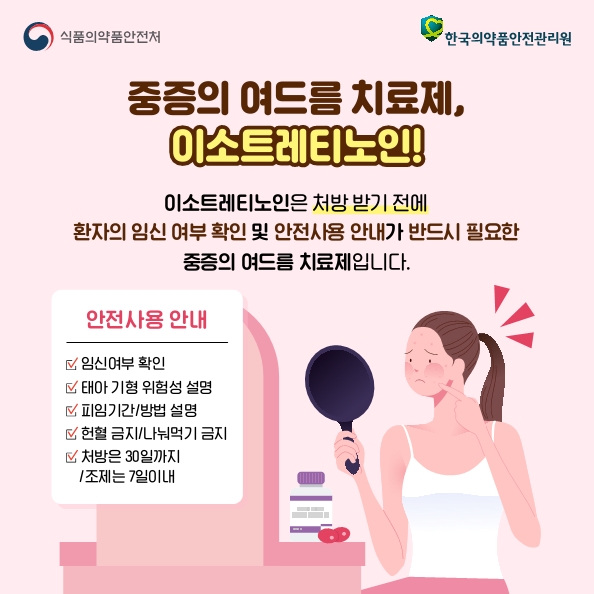 식품의약품안전처
한국의약품안전관리원
중증의 여드름 치료제,
이소트레티노인!
이소트레티노인은 처방 받기 전에
환자의 임신 여부 확인 및 안전사용 안내가 반드시 필요한
중증의 여드름 치료제입니다.
안전사용 안내
임신여부 확인
태아 기형 위험성 설명
피임기간/방법 설명
헌혈 금지/나눠먹기 금지
처방은 30일까지
/조제는 7일이내